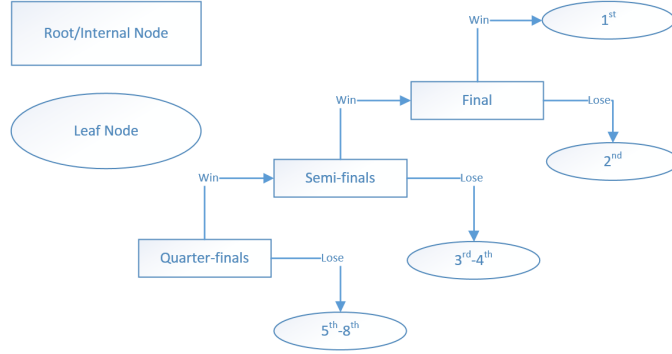 Root/Internal Node
Win
1st
Win
Final
Lose
Leaf Node
2nd
Win
Semi-finals
Lose
Quarter-finals
Lose
3rd-4th
5th-8th